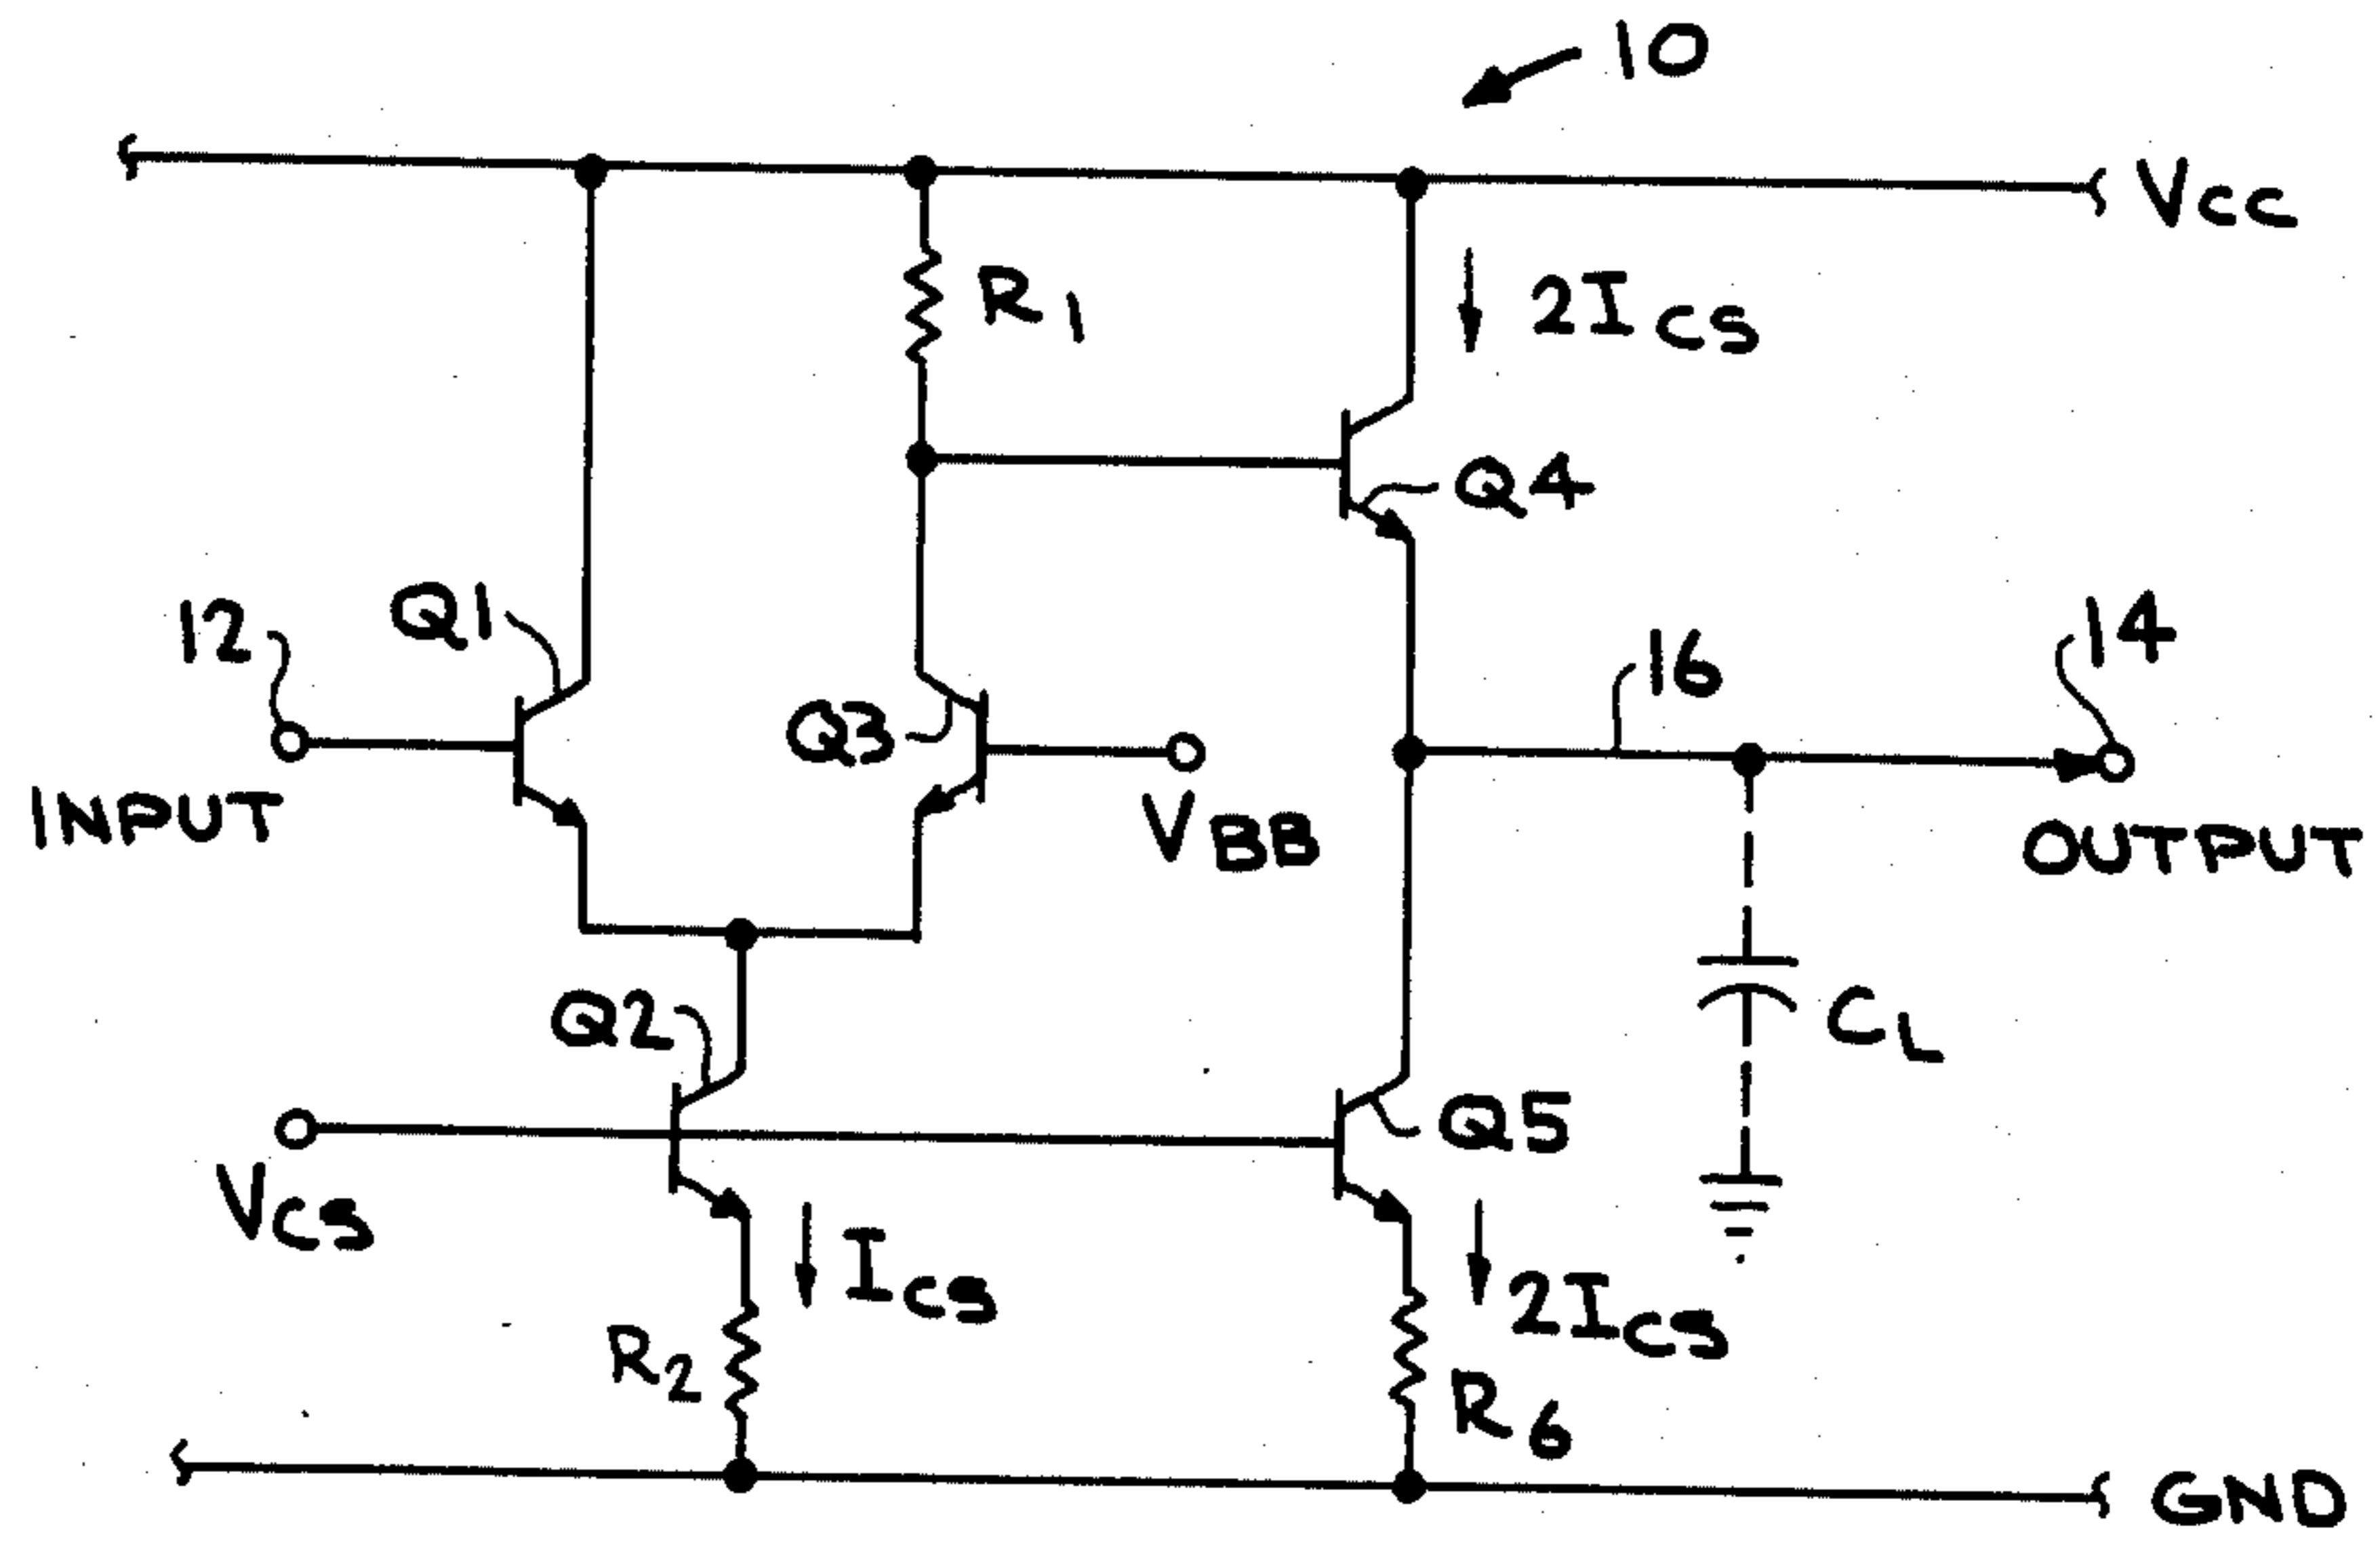 10
Vcc
R1
2Ics
Q4
12
Q1
Q3
16
14
INPUT
VBB
OUTPUT
Q2
CL
Q5
Vcs
Ics
2Ics
R2
R6
GND